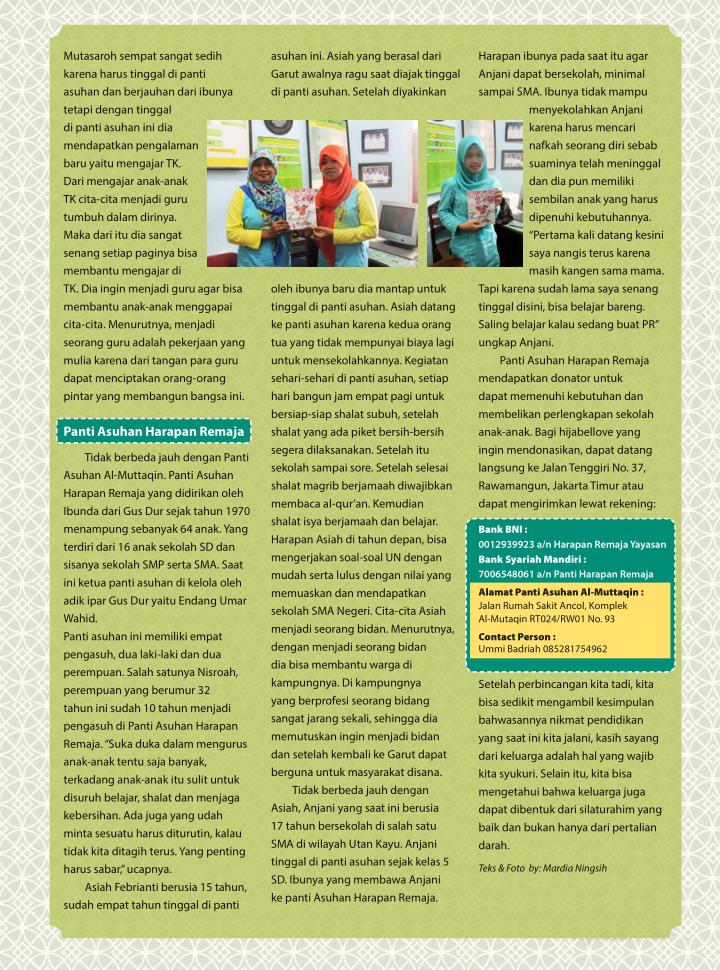 Mutasaroh sempat sangat sedih
karena harus tinggal di panti
asuhan dan berjauhan dari ibunya
tetapi dengan tinggal
di panti asuhan ini dia
mendapatkan pengalaman
baru yaitu mengajar TK.
Dari mengajar anak-anak
TK cita-cita menjadi guru
tumbuh dalam dirinya.
Maka dari itu dia sangat
senang setiap paginya bisa
membantu mengajar di
TK. Dia ingin menjadi guru agar bisa
membantu anak-anak menggapai
cita-cita. Menurutnya, menjadi
seorang guru adalah pekerjaan yang
mulia karena dari tangan para guru
dapat menciptakan orang-orang
pintar yang membangun bangsa ini.
Panti Asuhan Harapan Remaja
Tidak berbeda jauh dengan Panti
Asuhan Al-Muttaqin. Panti Asuhan
Harapan Remaja yang didirikan oleh
Ibunda dari Gus Dur sejak tahun 1970
menampung sebanyak 64 anak. Yang
terdiri dari 16 anak sekolah SD dan
sisanya sekolah SMP serta SMA. Saat
ini ketua panti asuhan di kelola oleh
adik ipar Gus Dur yaitu Endang Umar
Wahid.
Panti asuhan ini memiliki empat
pengasuh, dua laki-laki dan dua
perempuan. Salah satunya Nisroah,
perempuan yang berumur 32
tahun ini sudah 10 tahun menjadi
pengasuh di Panti Asuhan Harapan
Remaja. “Suka duka dalam mengurus
anak-anak tentu saja banyak,
terkadang anak-anak itu sulit untuk
disuruh belajar, shalat dan menjaga
kebersihan. Ada juga yang udah
minta sesuatu harus diturutin, kalau
tidak kita ditagih terus. Yang penting
harus sabar,” ucapnya.
Asiah Febrianti berusia 15 tahun,
sudah empat tahun tinggal di panti
asuhan ini. Asiah yang berasal dari
Garut awalnya ragu saat diajak tinggal
di panti asuhan. Setelah diyakinkan
oleh ibunya baru dia mantap untuk
tinggal di panti asuhan. Asiah datang
ke panti asuhan karena kedua orang
tua yang tidak mempunyai biaya lagi
untuk mensekolahkannya. Kegiatan
sehari-sehari di panti asuhan, setiap
hari bangun jam empat pagi untuk
bersiap-siap shalat subuh, setelah
shalat yang ada piket bersih-bersih
segera dilaksanakan. Setelah itu
sekolah sampai sore. Setelah selesai
shalat magrib berjamaah diwajibkan
membaca al-qur’an. Kemudian
shalat isya berjamaah dan belajar.
Harapan Asiah di tahun depan, bisa
mengerjakan soal-soal UN dengan
mudah serta lulus dengan nilai yang
memuaskan dan mendapatkan
sekolah SMA Negeri. Cita-cita Asiah
menjadi seorang bidan. Menurutnya,
dengan menjadi seorang bidan
dia bisa membantu warga di
kampungnya. Di kampungnya
yang berprofesi seorang bidang
sangat jarang sekali, sehingga dia
memutuskan ingin menjadi bidan
dan setelah kembali ke Garut dapat
berguna untuk masyarakat disana.
Tidak berbeda jauh dengan
Asiah, Anjani yang saat ini berusia
17 tahun bersekolah di salah satu
SMA di wilayah Utan Kayu. Anjani
tinggal di panti asuhan sejak kelas 5
SD. Ibunya yang membawa Anjani
ke panti Asuhan Harapan Remaja.
Harapan ibunya pada saat itu agar
Anjani dapat bersekolah, minimal
sampai SMA. Ibunya tidak mampu
menyekolahkan Anjani
karena harus mencari
nafkah seorang diri sebab
suaminya telah meninggal
dan dia pun memiliki
sembilan anak yang harus
dipenuhi kebutuhannya.
“Pertama kali datang kesini
saya nangis terus karena
masih kangen sama mama.
Tapi karena sudah lama saya senang
tinggal disini, bisa belajar bareng.
Saling belajar kalau sedang buat PR”
ungkap Anjani.
Panti Asuhan Harapan Remaja
mendapatkan donator untuk
dapat memenuhi kebutuhan dan
membelikan perlengkapan sekolah
anak-anak. Bagi hijabellove yang
ingin mendonasikan, dapat datang
langsung ke Jalan Tenggiri No. 37,
Rawamangun, Jakarta Timur atau
dapat mengirimkan lewat rekening:
Bank BNI :
0012939923 a/n Harapan Remaja Yayasan
Bank Syariah Mandiri :
7006548061 a/n Panti Harapan Remaja
Alamat Panti Asuhan Al-Muttaqin :
Jalan Rumah Sakit Ancol, Komplek
Al-Mutaqin RT024/RW01 No. 93
Contact Person :
Ummi Badriah 085281754962
Setelah perbincangan kita tadi, kita
bisa sedikit mengambil kesimpulan
bahwasannya nikmat pendidikan
yang saat ini kita jalani, kasih sayang
dari keluarga adalah hal yang wajib
kita syukuri. Selain itu, kita bisa
mengetahui bahwa keluarga juga
dapat dibentuk dari silaturahim yang
baik dan bukan hanya dari pertalian
darah.
Teks & Foto by: Mardia Ningsih